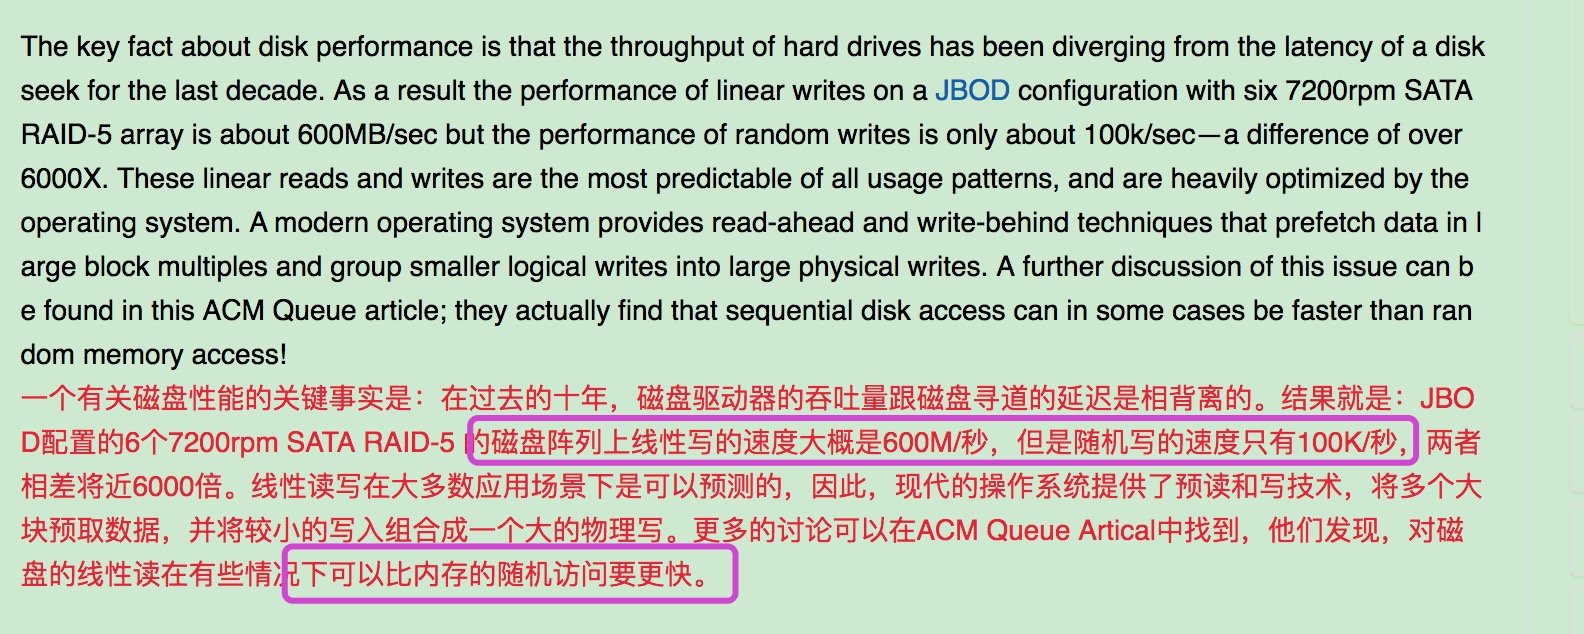 The key fact about disk performance is that the throughput of hard drives has been diverging from the latency of a disk
seek for the last decade. As a result the performance of linear writes on a JBOD configuration with six 7200rpm SATA
RAID-5 array is about 600MB/sec but the performance of random writes is only about 100k/sec—a difference of over
6000X. These linear reads and writes are the most predictable of all usage patterns, and are heavily optimized by the
operating system. A modern operating system provides read-ahead and write-behind techniques that prefetch data in l
arge block multiples and group smaller logical writes into large physical writes. A further discussion of this issue can b
e found in this ACM Queue article; they actually find that sequential disk access can in some cases be faster than ran
dom memory access!
一个有关磁盘性能的关键事实是：在过去的十年，磁盘驱动器的吞吐量跟磁盘寻道的延迟是相背离的。结果就是：JBO
D配置的6个7200rpm SATA RAID-5 的磁盘阵列上线性写的速度大概是600M/秒，但是随机写的速度只有100K/秒，两者
相差将近6000倍。线性读写在大多数应用场景下是可以预测的，因此，现代的操作系统提供了预读和写技术，将多个大
块预取数据，并将较小的写入组合成一个大的物理写。更多的讨论可以在ACM Queue Artical中找到，他们发现，对磁
盘的线性读在有些情况下可以比内存的随机访问要更快。